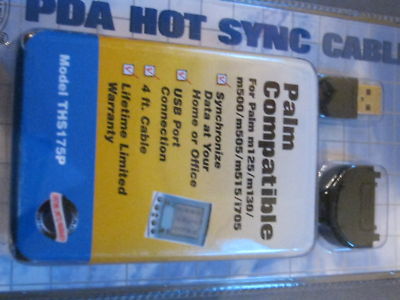 PDA HOT SYNC CABLE
Palm
Compatible
For Palm m125/m130/
m500/m505/m515/i705
Synchronize
Data at Your
Home or Office
USB Port
Connection
4 ft. Cable
Lifetime Limited
Warranty
Model THS175P